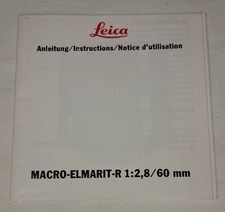 Leica
Anleitung/Instructions/Notice d'utilisation
MACRO-ELMARIT-R 1:2,8/60 mm